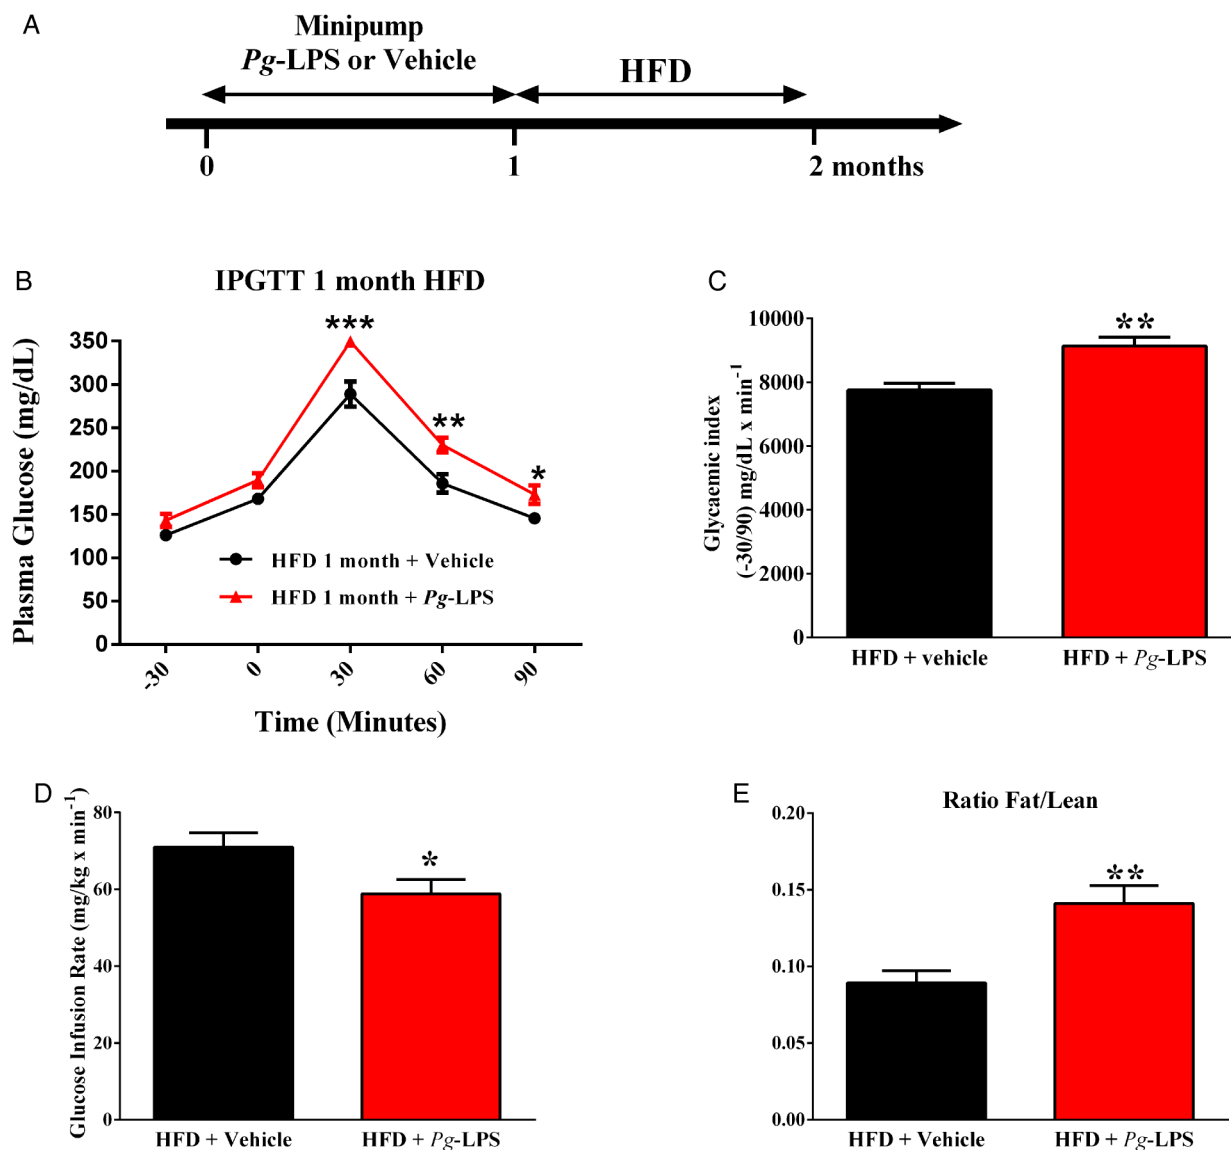 A
Minipump
Pg-LPS or Vehicle
HFD
0
1
2 months
B
IPGTT 1 month HFD
Plasma Glucose (mg/dL)
350
300
250
200
150
100
50
0
***
**
*
HFD 1 month + Vehicle
HFD 1 month + Pg-LPS
-30
0
30
60
90
Time (Minutes)
C
Glycaemic index
(-30/90) mg/dL x min⁻¹
10000
8000
6000
4000
2000
0
**
HFD + vehicle
HFD + Pg-LPS
D
Glucose Infusion Rate (mg/kg x min⁻¹)
80
60
40
20
0
*
HFD + Vehicle
HFD + Pg-LPS
E
Ratio Fat/Lean
0.20
0.15
0.10
0.05
0.00
**
HFD + Vehicle
HFD + Pg-LPS